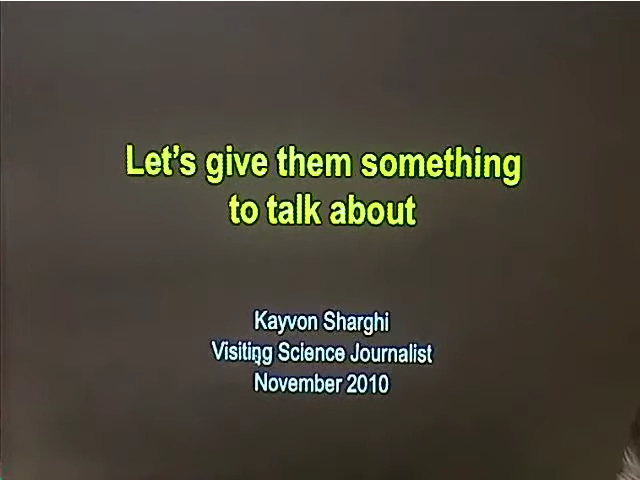 Let's give them something
to talk about
Kayvon Sharghi
Visiting Science Journalist
November 2010